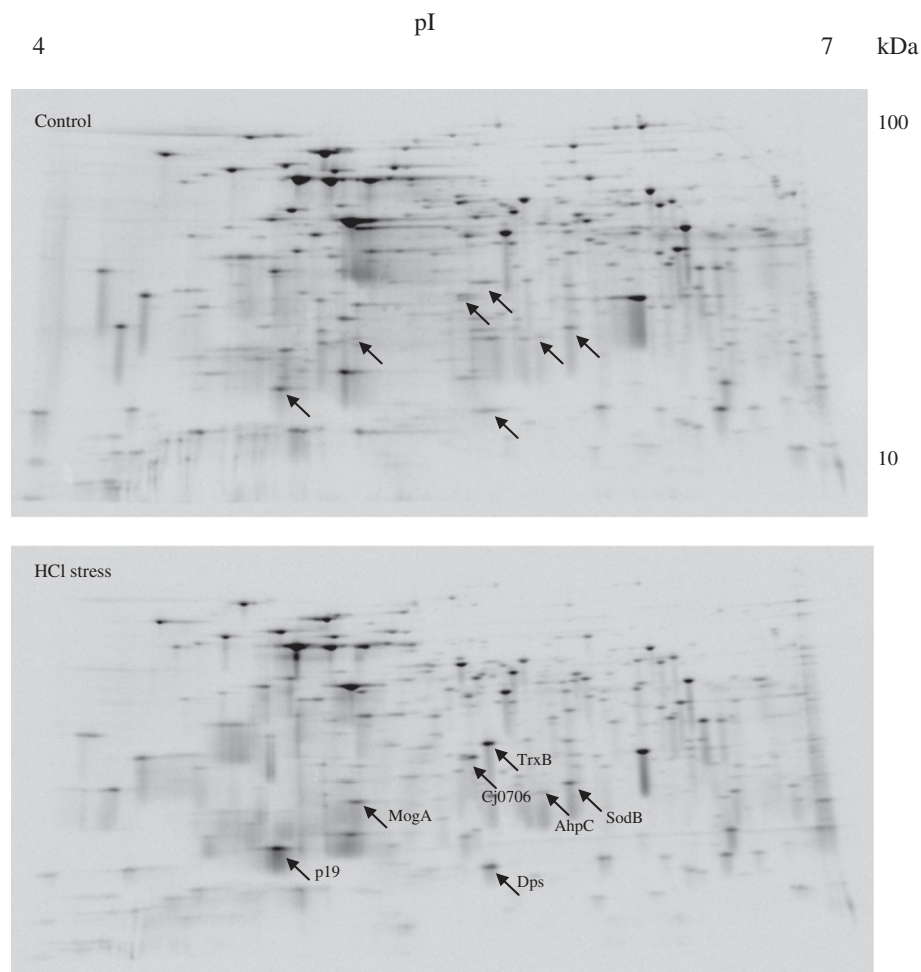 pI
4 7 kDa
Control
100
10
HCl stress
TrxB
Cj0706
MogA
AhpC SodB
p19
Dps